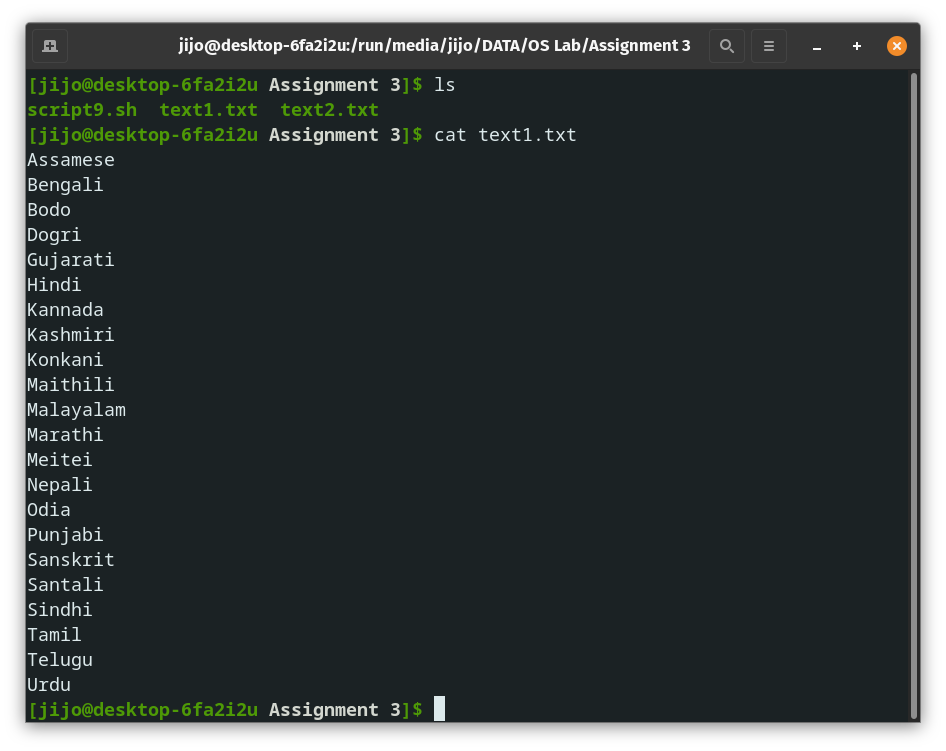 jijo@desktop-6fa2i2u:/run/media/jijo/DATA/OS Lab/Assignment 3
[jijo@desktop-6fa2i2u Assignment 3]$ ls
script9.sh  text1.txt  text2.txt
[jijo@desktop-6fa2i2u Assignment 3]$ cat text1.txt
Assamese
Bengali
Bodo
Dogri
Gujarati
Hindi
Kannada
Kashmiri
Konkani
Maithili
Malayalam
Marathi
Meitei
Nepali
Odia
Punjabi
Sanskrit
Santali
Sindhi
Tamil
Telugu
Urdu
[jijo@desktop-6fa2i2u Assignment 3]$